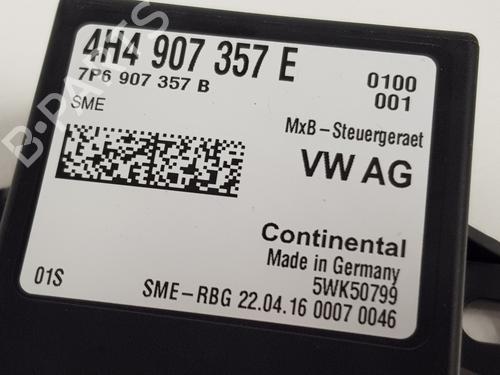 4H4 907 357 E
7P6 907 357 B
0100
001
SME
MxB-Steuergeraet
VW AG
Continental
Made in Germany
5WK50799
01S
SME-RBG 22.04.16 0007 0046
B-PARTS